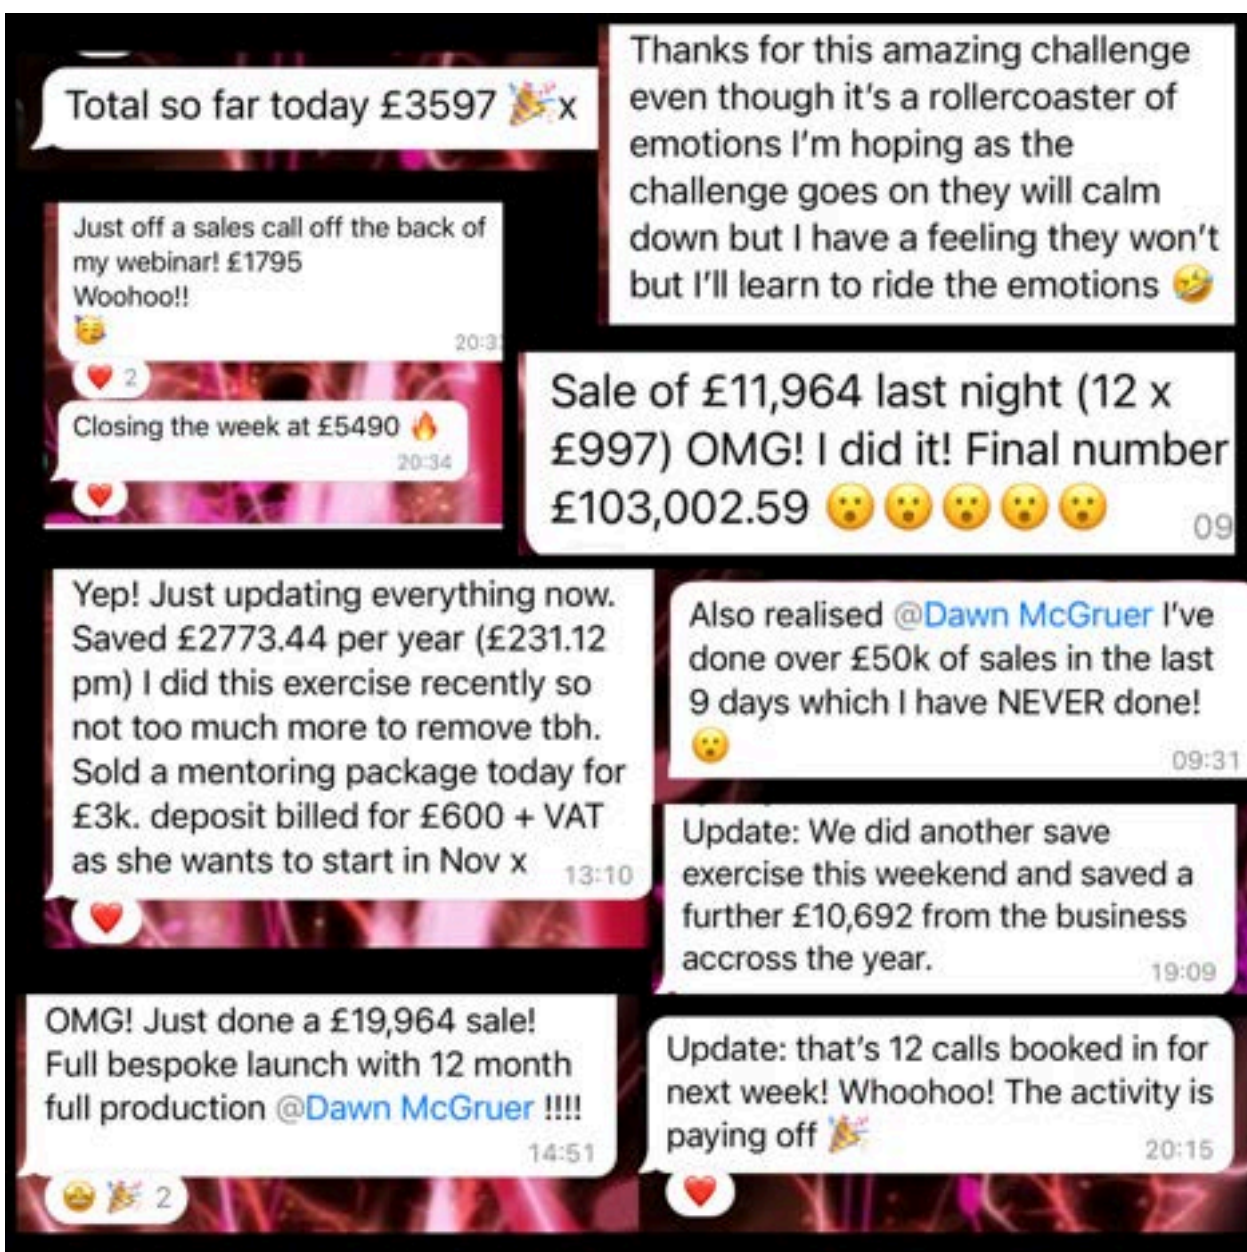 Total so far today £3597 🎉x
Thanks for this amazing challenge
even though it's a rollercoaster of
emotions I'm hoping as the
challenge goes on they will calm
down but I have a feeling they won't
but I'll learn to ride the emotions 🤣
Just off a sales call off the back of
my webinar! £1795
Woohoo!!
🥳
20:3
❤️ 2
Closing the week at £5490 🔥
20:34
❤️
Sale of £11,964 last night (12 x
£997) OMG! I did it! Final number
£103,002.59 😮😮😮😮😮
09
Yep! Just updating everything now.
Saved £2773.44 per year (£231.12
pm) I did this exercise recently so
not too much more to remove tbh.
Sold a mentoring package today for
£3k. deposit billed for £600 + VAT
as she wants to start in Nov x
13:10
❤️
Also realised @Dawn McGruer I've
done over £50k of sales in the last
9 days which I have NEVER done!
😮
09:31
Update: We did another save
exercise this weekend and saved a
further £10,692 from the business
accross the year.
19:09
OMG! Just done a £19,964 sale!
Full bespoke launch with 12 month
full production @Dawn McGruer !!!!
14:51
🤩 🎉 2
Update: that's 12 calls booked in for
next week! Whoohoo! The activity is
paying off 🎉
20:15
❤️